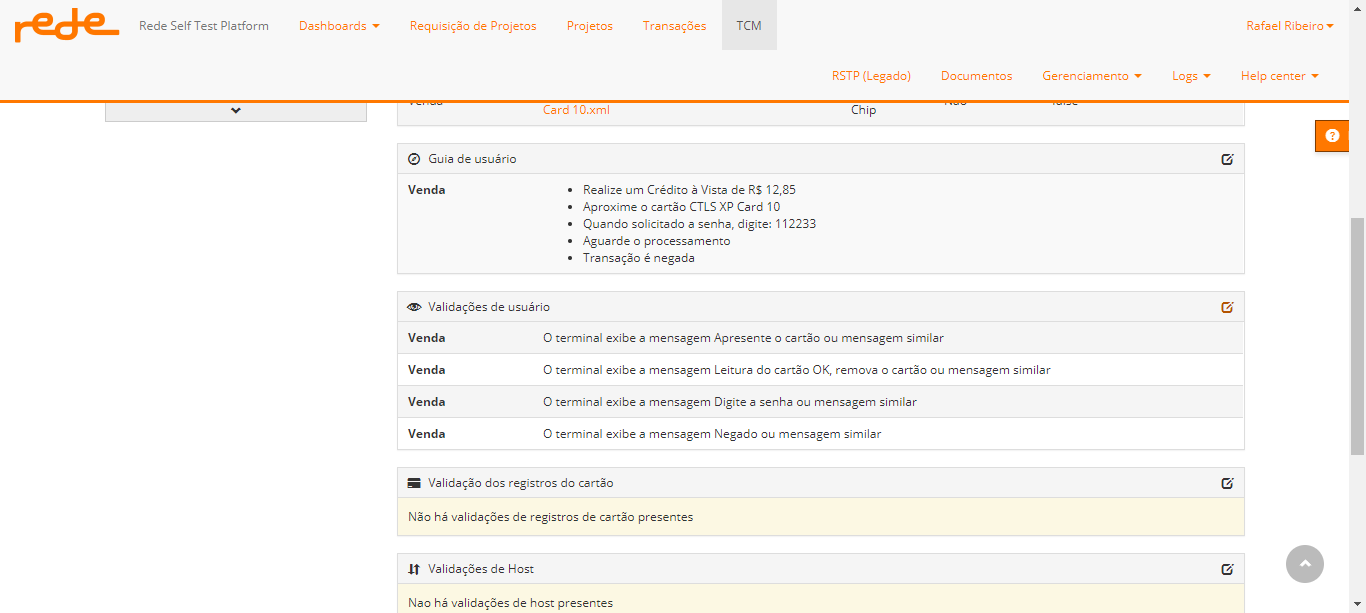 rede Rede Self Test Platform Dashboards Requisição de Projetos Projetos Transações TCM Rafael Ribeiro
RSTP (Legado) Documentos Gerenciamento Logs Help center
Card 10.xml Chip
Guia de usuário
Venda
Realize um Crédito à Vista de R$ 12,85
Aproxime o cartão CTLS XP Card 10
Quando solicitado a senha, digite: 112233
Aguarde o processamento
Transação é negada
Validações de usuário
Venda O terminal exibe a mensagem Apresente o cartão ou mensagem similar
Venda O terminal exibe a mensagem Leitura do cartão OK, remova o cartão ou mensagem similar
Venda O terminal exibe a mensagem Digite a senha ou mensagem similar
Venda O terminal exibe a mensagem Negado ou mensagem similar
Validação dos registros do cartão
Não há validações de registros de cartão presentes
Validações de Host
Nao há validações de host presentes